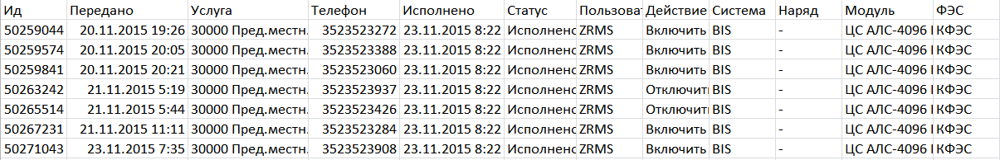 Ид Передано Услуга Телефон Исполнено Статус Пользоват Действие Система Наряд Модуль ФЭС
50259044 20.11.2015 19:26 30000 Пред.местн. 3523523272 23.11.2015 8:22 Исполнено ZRMS Включить BIS - ЦС АЛС-4096 КФЭС
50259574 20.11.2015 20:05 30000 Пред.местн. 3523523388 23.11.2015 8:22 Исполнено ZRMS Включить BIS - ЦС АЛС-4096 КФЭС
50259841 20.11.2015 20:21 30000 Пред.местн. 3523523060 23.11.2015 8:22 Исполнено ZRMS Включить BIS - ЦС АЛС-4096 КФЭС
50263242 21.11.2015 5:19 30000 Пред.местн. 3523523937 23.11.2015 8:22 Исполнено ZRMS Отключить BIS - ЦС АЛС-4096 КФЭС
50265514 21.11.2015 5:44 30000 Пред.местн. 3523523426 23.11.2015 8:22 Исполнено ZRMS Отключить BIS - ЦС АЛС-4096 КФЭС
50267231 21.11.2015 11:11 30000 Пред.местн. 3523523284 23.11.2015 8:22 Исполнено ZRMS Включить BIS - ЦС АЛС-4096 КФЭС
50271043 23.11.2015 7:35 30000 Пред.местн. 3523523908 23.11.2015 8:22 Исполнено ZRMS Включить BIS - ЦС АЛС-4096 КФЭС